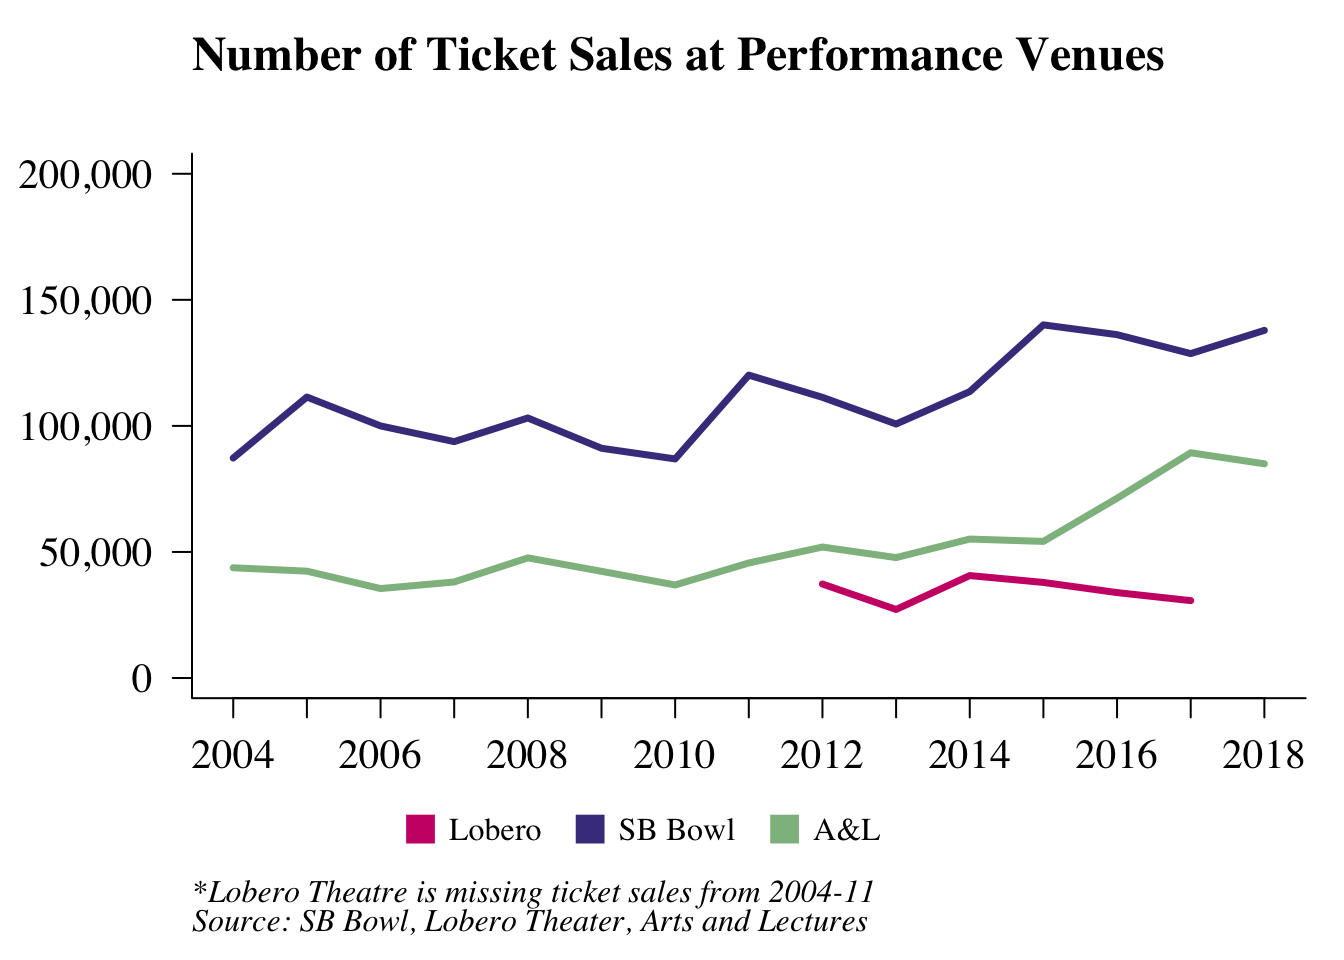 Number of Ticket Sales at Performance Venues
200,000
150,000
100,000
50,000
0
2004 2006 2008 2010 2012 2014 2016 2018
Lobero SB Bowl A&L
*Lobero Theatre is missing ticket sales from 2004-11
Source: SB Bowl, Lobero Theater, Arts and Lectures